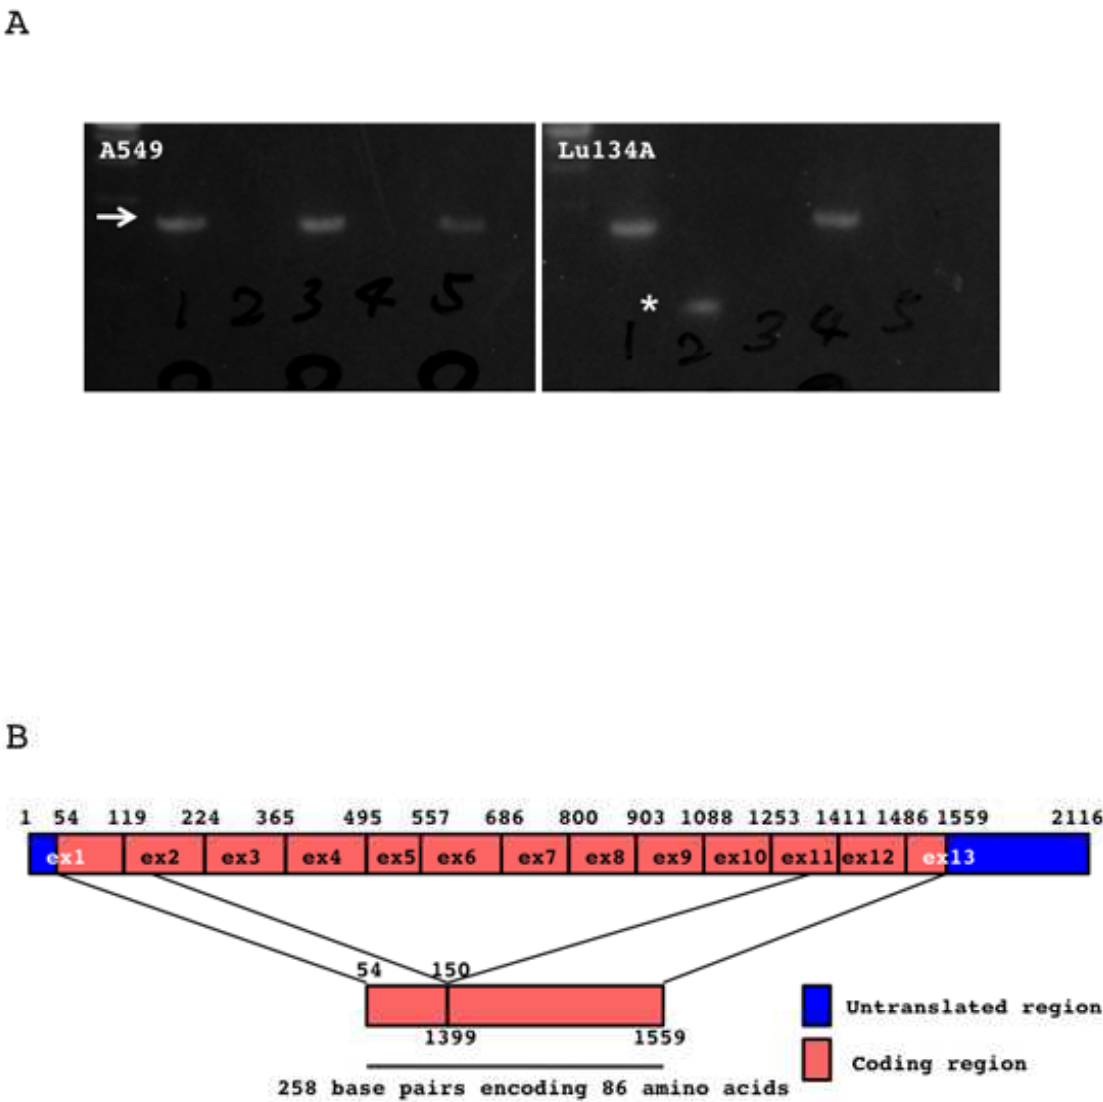 A
A549
Lu134A
→
*
1 2 3 4 5
1 2 3 4 5
B
1 54 119 224 365 495 557 686 800 903 1088 1253 1411 1486 1559 2116
ex1 ex2 ex3 ex4 ex5 ex6 ex7 ex8 ex9 ex10 ex11 ex12 ex13
54 150
1399 1559
Untranslated region
Coding region
258 base pairs encoding 86 amino acids